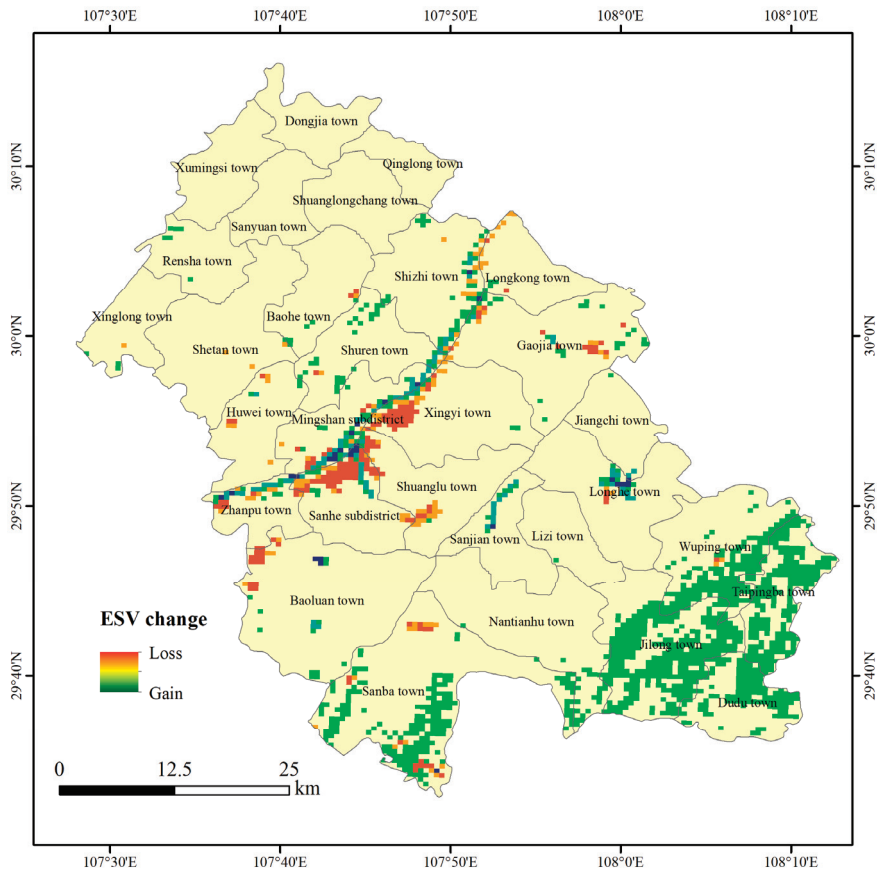 107°30'E 107°40'E 107°50'E 108°0'E 108°10'E
30°10'N
30°0'N
29°50'N
29°40'N
30°10'N
30°0'N
29°50'N
29°40'N
Dongjia town
Xumingsi town
Qinglong town
Shuanglongchang town
Sanyuan town
Rensha town
Shizhi town
Longkong town
Xinglong town
Baohe town
Shetan town
Shuren town
Gaojia town
Huwei town
Mingshan subdistrict
Xingyi town
Jiangchi town
Shuanglu town
Longhe town
Zhanpu town
Sanhe subdistrict
Sanjian town
Lizi town
Wuping town
Taipingba town
Baoluan town
Nantianhu town
Jilong town
Sanba town
Dudu town
ESV change
Loss
Gain
0 12.5 25
km
107°30'E 107°40'E 107°50'E 108°0'E 108°10'E